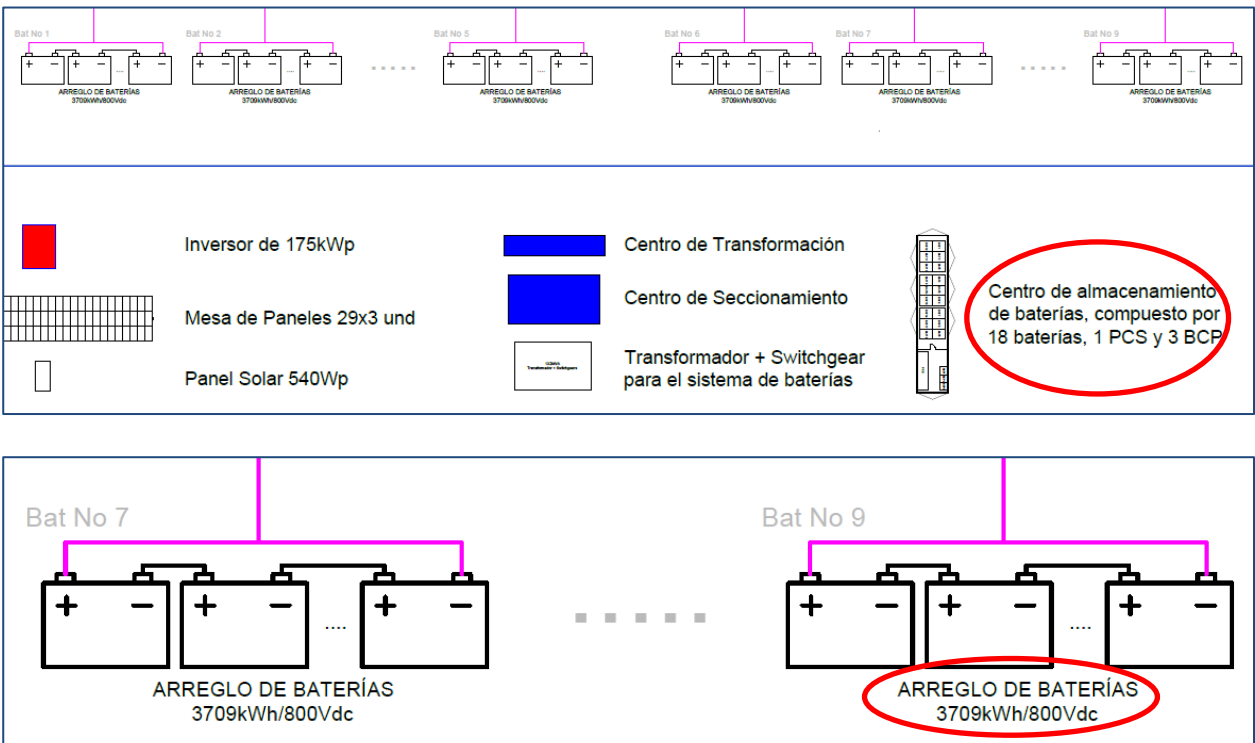 Bat No 1
Bat No 2
Bat No 5
Bat No 6
Bat No 7
Bat No 9
+ - + - + -
+ - + - + -
+ - + - + -
+ - + - + -
+ - + - + -
+ - + - + -
ARREGLO DE BATERÍAS
3709kWh/800Vdc
ARREGLO DE BATERÍAS
3709kWh/800Vdc
ARREGLO DE BATERÍAS
3709kWh/800Vdc
ARREGLO DE BATERÍAS
3709kWh/800Vdc
ARREGLO DE BATERÍAS
3709kWh/800Vdc
ARREGLO DE BATERÍAS
3709kWh/800Vdc
Inversor de 175kWp
Mesa de Paneles 29x3 und
Panel Solar 540Wp
Centro de Transformación
Centro de Seccionamiento
Transformador + Switchgear
Transformador + Switchgear
para el sistema de baterías
Centro de almacenamiento
de baterías, compuesto por
18 baterías, 1 PCS y 3 BCP
Bat No 7
Bat No 9
+ - + - + -
+ - + - + -
ARREGLO DE BATERÍAS
3709kWh/800Vdc
ARREGLO DE BATERÍAS
3709kWh/800Vdc